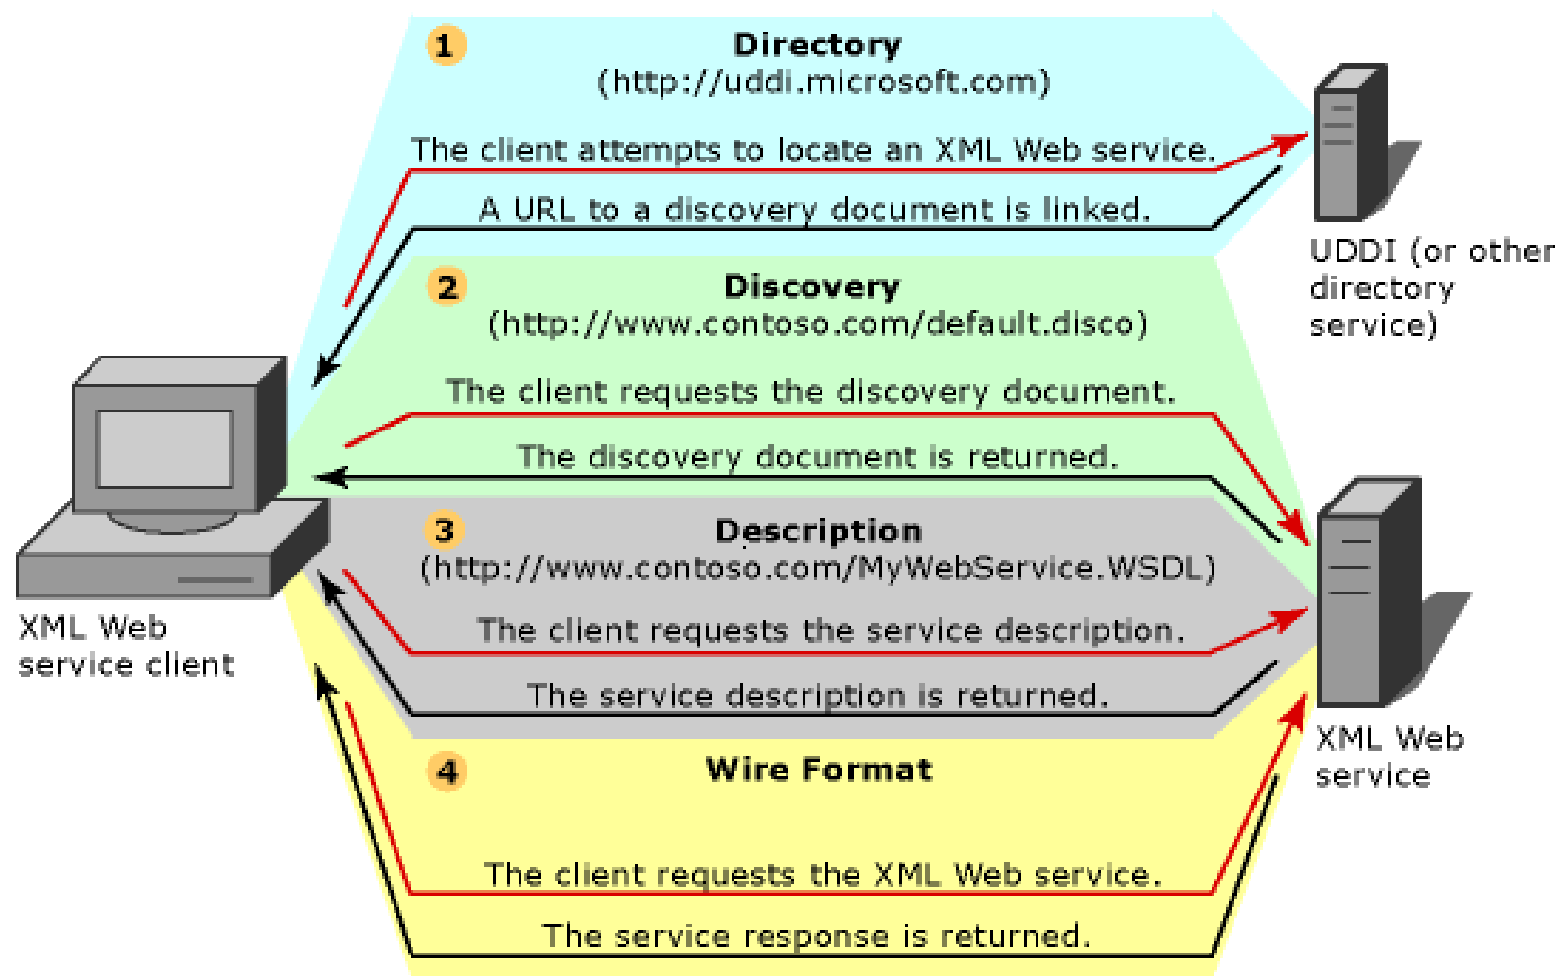 1
Directory
(http://uddi.microsoft.com)
The client attempts to locate an XML Web service.
A URL to a discovery document is linked.
UDDI (or other
directory
service)
2
Discovery
(http://www.contoso.com/default.disco)
The client requests the discovery document.
The discovery document is returned.
3
Description
(http://www.contoso.com/MyWebService.WSDL)
The client requests the service description.
The service description is returned.
XML Web
service client
XML Web
service
4
Wire Format
The client requests the XML Web service.
The service response is returned.